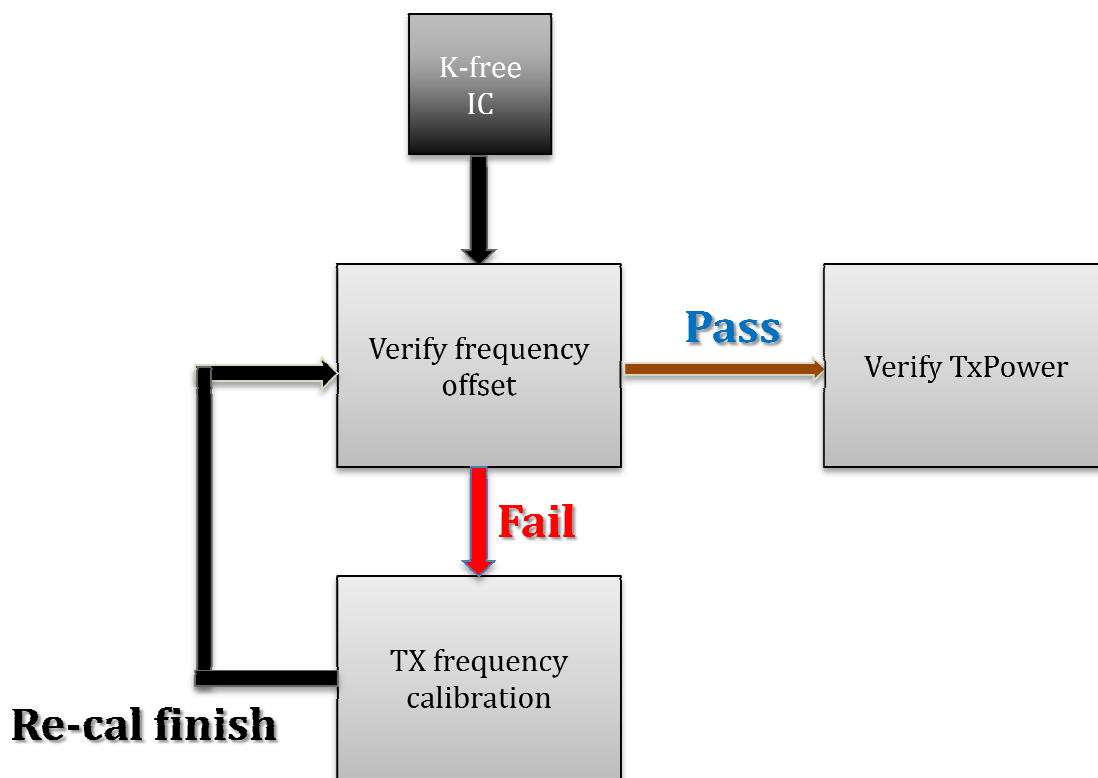 K-free
IC
Verify frequency
offset
Pass
Verify TxPower
Fail
TX frequency
calibration
Re-cal finish